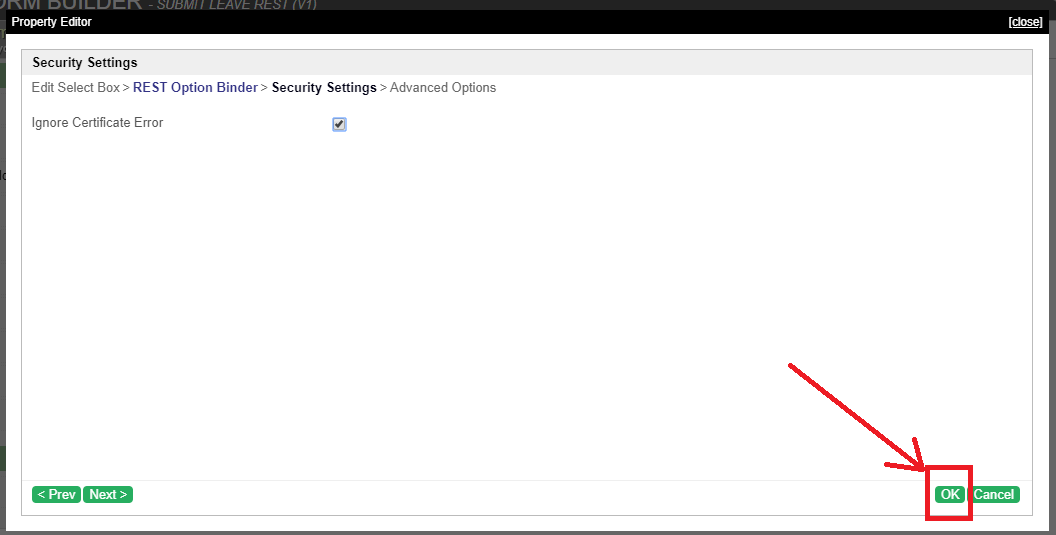 ORM BUILDER - SUBMIT LEAVE REST (V1)
Property Editor [close]
Security Settings
Edit Select Box > REST Option Binder > Security Settings > Advanced Options
Ignore Certificate Error
< Prev Next > OK Cancel